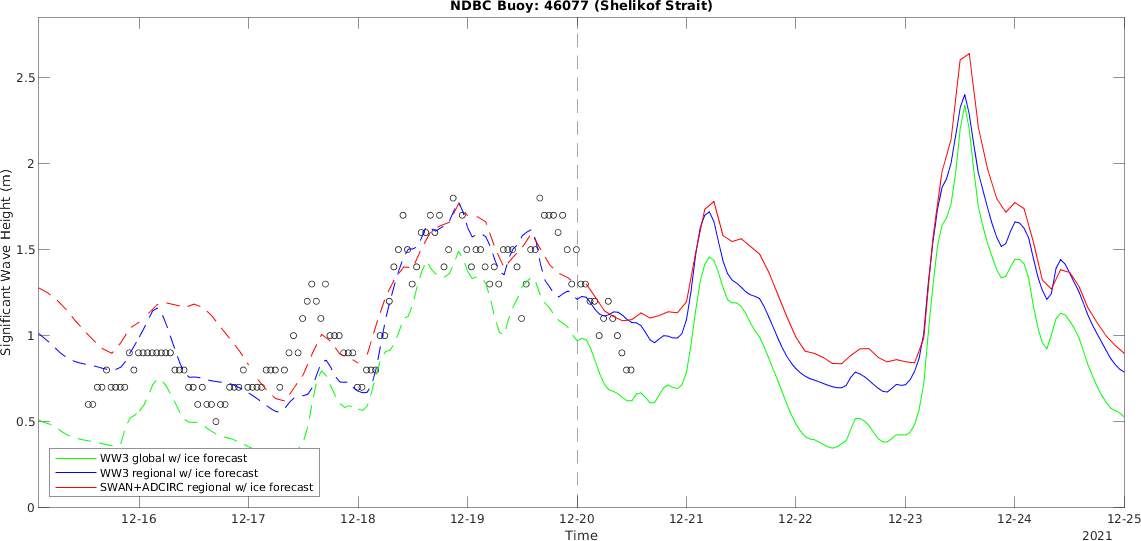 NDBC Buoy: 46077 (Shelikof Strait)
Significant Wave Height (m)
2.5
2
1.5
1
0.5
0
WW3 global w/ ice forecast
WW3 regional w/ ice forecast
SWAN+ADCIRC regional w/ ice forecast
12-16 12-17 12-18 12-19 12-20 12-21 12-22 12-23 12-24 12-25
Time
2021